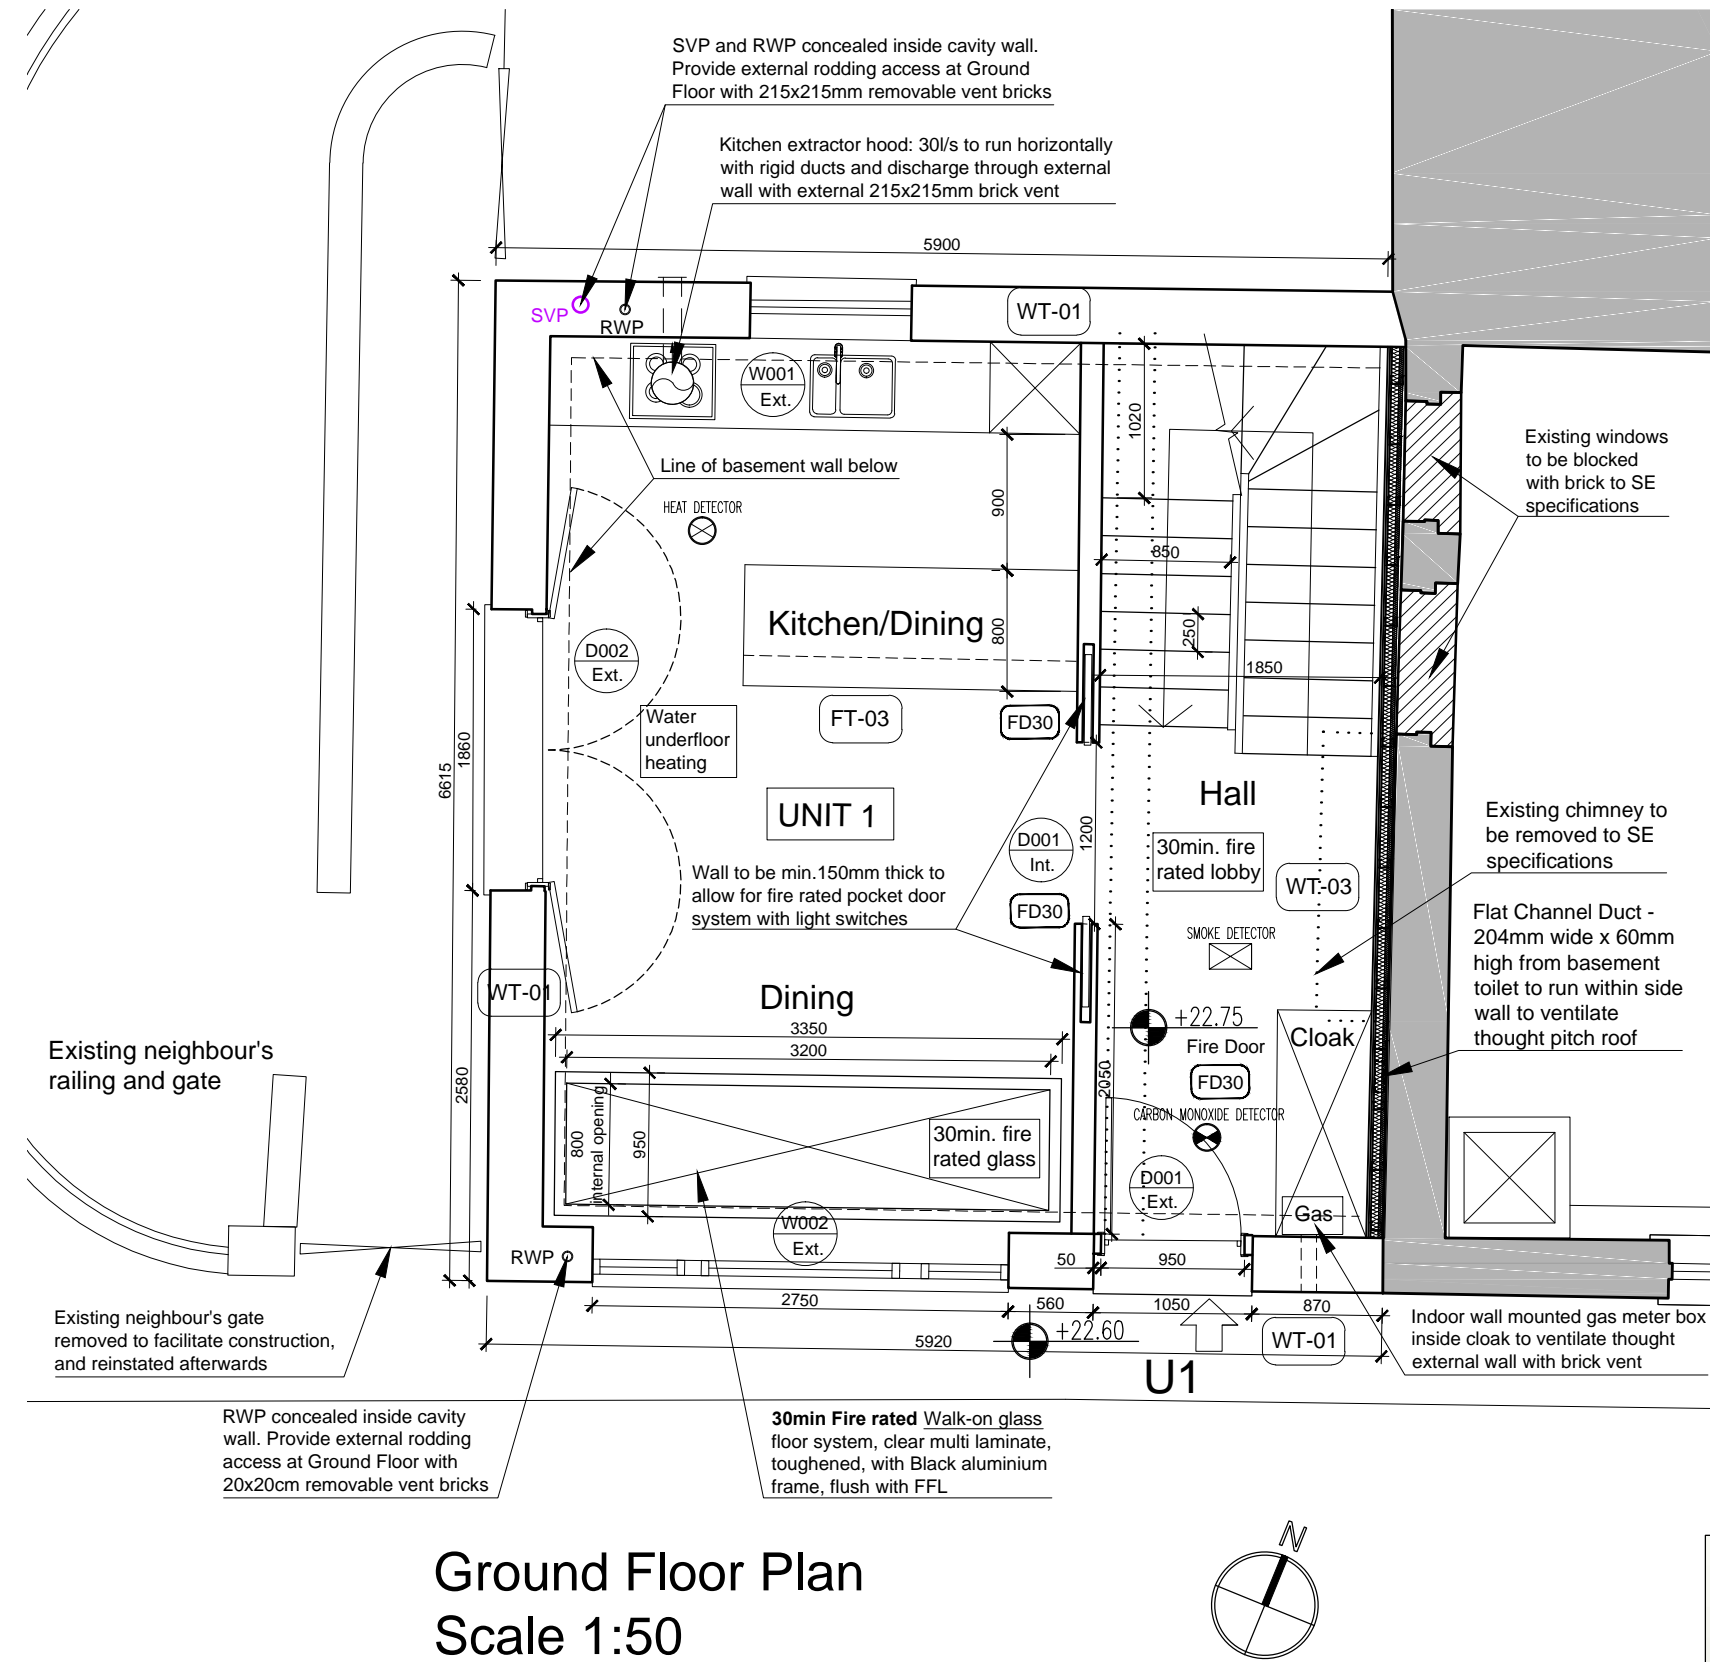 SVP and RWP concealed inside cavity wall.
Provide external rodding access at Ground
Floor with 215x215mm removable vent bricks
Kitchen extractor hood: 30l/s to run horizontally
with rigid ducts and discharge through external
wall with external 215x215mm brick vent
5900
SVP
RWP
WT-01
W001
Ext.
1020
Existing windows
to be blocked
with brick to SE
specifications
Line of basement wall below
HEAT DETECTOR
900
850
Kitchen/Dining
800
250
D002
Ext.
1850
Water
underfloor
heating
FT-03
FD30
6615
1860
UNIT 1
Hall
1200
D001
Int.
30min. fire
rated lobby
WT-03
Existing chimney to
be removed to SE
specifications
Wall to be min.150mm thick to
allow for fire rated pocket door
system with light switches
FD30
SMOKE DETECTOR
Flat Channel Duct -
204mm wide x 60mm
high from basement
toilet to run within side
wall to ventilate
thought pitch roof
WT-01
Dining
3350
3200
+22.75
Fire Door
FD30
Cloak
Existing neighbour's
railing and gate
2580
2050
CARBON MONOXIDE DETECTOR
800
internal opening
950
30min. fire
rated glass
D001
Ext.
Gas
W002
Ext.
RWP
50
950
2750
560
1050
870
+22.60
5920
WT-01
U1
Existing neighbour's gate
removed to facilitate construction,
and reinstated afterwards
Indoor wall mounted gas meter box
inside cloak to ventilate thought
external wall with brick vent
RWP concealed inside cavity
wall. Provide external rodding
access at Ground Floor with
20x20cm removable vent bricks
30min Fire rated Walk-on glass
floor system, clear multi laminate,
toughened, with Black aluminium
frame, flush with FFL
N
Ground Floor Plan
Scale 1:50